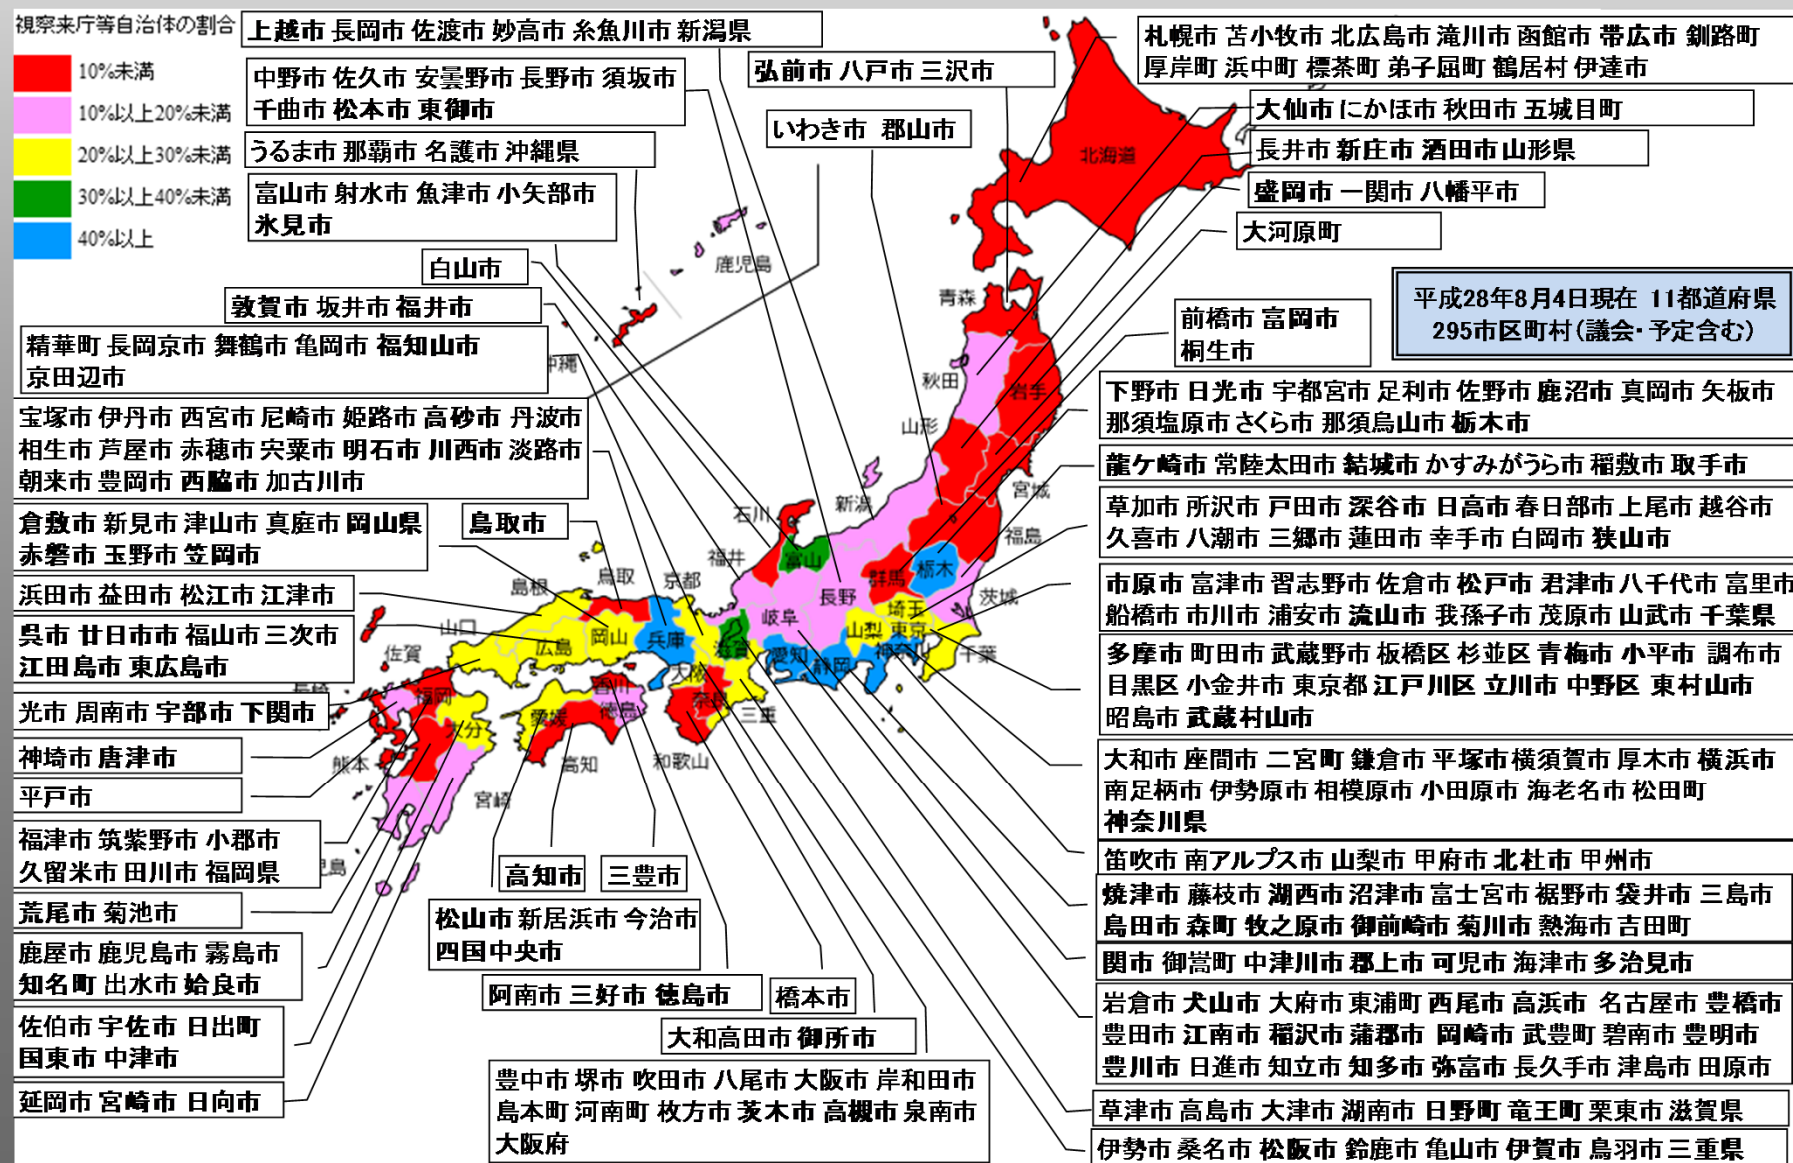 視察来庁等自治体の割合
10%未満
10%以上20%未満
20%以上30%未満
30%以上40%未満
40%以上
上越市 長岡市 佐渡市 妙高市 糸魚川市 新潟県
中野市 佐久市 安曇野市 長野市 須坂市
千曲市 松本市 東御市
うるま市 那覇市 名護市 沖縄県
富山市 射水市 魚津市 小矢部市
氷見市
白山市
敦賀市 坂井市 福井市
精華町 長岡京市 舞鶴市 亀岡市 福知山市
京田辺市
宝塚市 伊丹市 西宮市 尼崎市 姫路市 高砂市 丹波市
相生市 芦屋市 赤穂市 宍粟市 明石市 川西市 淡路市
朝来市 豊岡市 西脇市 加古川市
倉敷市 新見市 津山市 真庭市 岡山県
赤磐市 玉野市 笠岡市
鳥取市
浜田市 益田市 松江市 江津市
呉市 廿日市市 福山市 三次市
江田島市 東広島市
光市 周南市 宇部市 下関市
神埼市 唐津市
平戸市
福津市 筑紫野市 小郡市
久留米市 田川市 福岡県
荒尾市 菊池市
鹿屋市 鹿児島市 霧島市
知名町 出水市 姶良市
佐伯市 宇佐市 日出町
国東市 中津市
延岡市 宮崎市 日向市
弘前市 八戸市 三沢市
いわき市 郡山市
札幌市 苫小牧市 北広島市 滝川市 函館市 帯広市 釧路町
厚岸町 浜中町 標茶町 弟子屈町 鶴居村 伊達市
大仙市 にかほ市 秋田市 五城目町
長井市 新庄市 酒田市 山形県
盛岡市 一関市 八幡平市
大河原町
平成28年8月4日現在 11都道府県
295市区町村(議会・予定含む)
前橋市 富岡市
桐生市
下野市 日光市 宇都宮市 足利市 佐野市 鹿沼市 真岡市 矢板市
那須塩原市 さくら市 那須烏山市 栃木市
龍ケ崎市 常陸太田市 結城市 かすみがうら市 稲敷市 取手市
草加市 所沢市 戸田市 深谷市 日高市 春日部市 上尾市 越谷市
久喜市 八潮市 三郷市 蓮田市 幸手市 白岡市 狭山市
市原市 富津市 習志野市 佐倉市 松戸市 君津市 八千代市 富里市
船橋市 市川市 浦安市 流山市 我孫子市 茂原市 山武市 千葉県
多摩市 町田市 武蔵野市 板橋区 杉並区 青梅市 小平市 調布市
目黒区 小金井市 東京都 江戸川区 立川市 中野区 東村山市
昭島市 武蔵村山市
大和市 座間市 二宮町 鎌倉市 平塚市 横須賀市 厚木市 横浜市
南足柄市 伊勢原市 相模原市 小田原市 海老名市 松田町
神奈川県
笛吹市 南アルプス市 山梨市 甲府市 北杜市 甲州市
焼津市 藤枝市 湖西市 沼津市 富士宮市 裾野市 袋井市 三島市
島田市 森町 牧之原市 御前崎市 菊川市 熱海市 吉田町
関市 御嵩町 中津川市 郡上市 可児市 海津市 多治見市
岩倉市 犬山市 大府市 東浦町 西尾市 高浜市 名古屋市 豊橋市
豊田市 江南市 稲沢市 蒲郡市 岡崎市 武豊町 碧南市 豊明市
豊川市 日進市 知立市 知多市 弥富市 長久手市 津島市 田原市
草津市 高島市 大津市 湖南市 日野町 竜王町 栗東市 滋賀県
伊勢市 桑名市 松阪市 鈴鹿市 亀山市 伊賀市 鳥羽市 三重県
高知市
三豊市
松山市 新居浜市 今治市
四国中央市
阿南市 三好市 徳島市
橋本市
大和高田市 御所市
豊中市 堺市 吹田市 八尾市 大阪市 岸和田市
島本町 河南町 枚方市 茨木市 高槻市 泉南市
大阪府
北海道
青森
秋田
岩手
山形
宮城
福島
新潟
石川
富山
福井
長野
群馬
栃木
茨城
埼玉
東京
千葉
神奈川
山梨
静岡
愛知
岐阜
滋賀
三重
京都
大阪
奈良
和歌山
兵庫
鳥取
島根
岡山
広島
山口
香川
徳島
愛媛
高知
福岡
佐賀
大分
熊本
宮崎
鹿児島